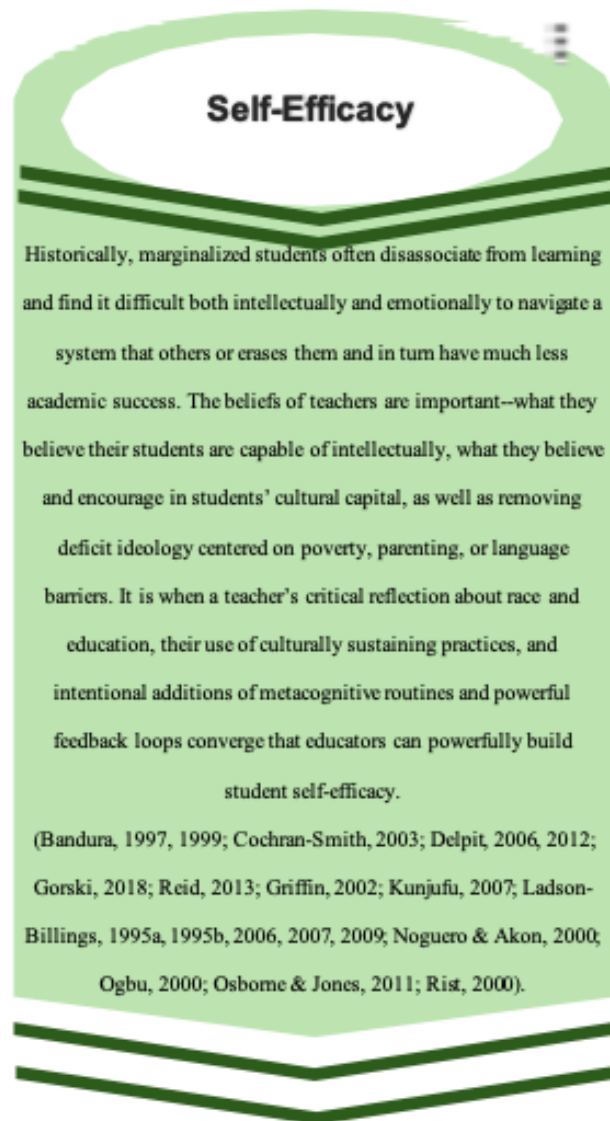 Self-Efficacy
Historically, marginalized students often disassociate from learning
and find it difficult both intellectually and emotionally to navigate a
system that others or erases them and in turn have much less
academic success. The beliefs of teachers are important--what they
believe their students are capable of intellectually, what they believe
and encourage in students’ cultural capital, as well as removing
deficit ideology centered on poverty, parenting, or language
barriers. It is when a teacher’s critical reflection about race and
education, their use of culturally sustaining practices, and
intentional additions of metacognitive routines and powerful
feedback loops converge that educators can powerfully build
student self-efficacy.
(Bandura, 1997, 1999; Cochran-Smith, 2003; Delpit, 2006, 2012;
Gorski, 2018; Reid, 2013; Griffin, 2002; Kunjufu, 2007; Ladson-
Billings, 1995a, 1995b, 2006, 2007, 2009; Noguero & Akon, 2000;
Ogbu, 2000; Osborne & Jones, 2011; Rist, 2000).